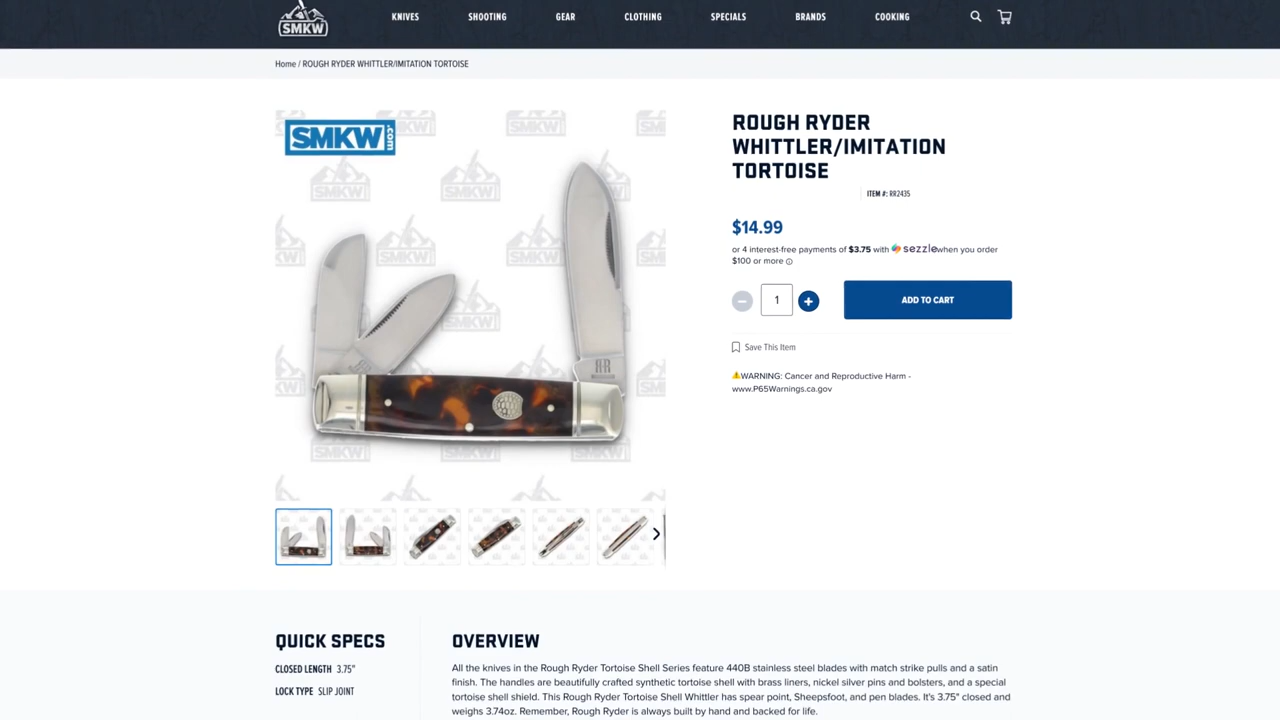 SMKW
KNIVES
SHOOTING
GEAR
CLOTHING
SPECIALS
BRANDS
COOKING
Home / ROUGH RYDER WHITTLER/IMITATION TORTOISE
SMKW.com
ROUGH RYDER
WHITTLER/IMITATION
TORTOISE
ITEM #: RR2435
$14.99
or 4 interest-free payments of $3.75 with sezzle when you order
$100 or more
1
ADD TO CART
Save This Item
WARNING: Cancer and Reproductive Harm -
www.P65Warnings.ca.gov
QUICK SPECS
CLOSED LENGTH 3.75"
LOCK TYPE SLIP JOINT
OVERVIEW
All the knives in the Rough Ryder Tortoise Shell Series feature 440B stainless steel blades with match strike pulls and a satin
finish. The handles are beautifully crafted synthetic tortoise shell with brass liners, nickel silver pins and bolsters, and a special
tortoise shell shield. This Rough Ryder Tortoise Shell Whittler has spear point, Sheepsfoot, and pen blades. It's 3.75" closed and
weighs 3.74oz. Remember, Rough Ryder is always built by hand and backed for life.